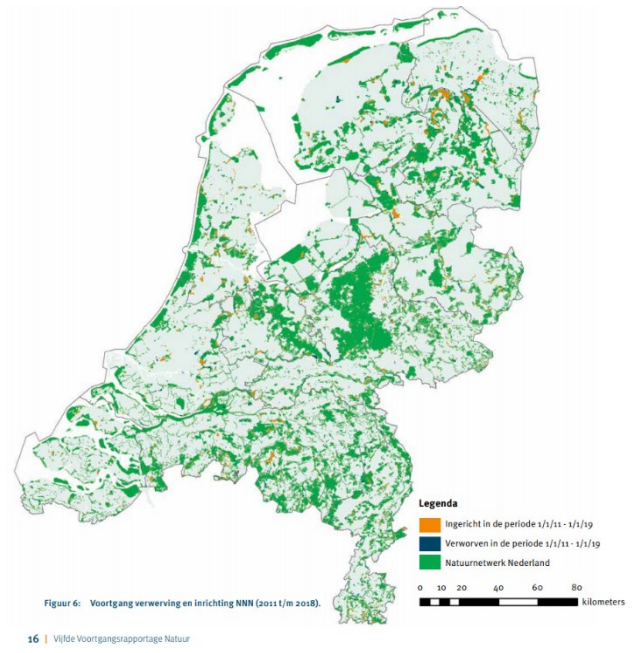 Legenda
Ingericht in de periode 1/1/11 - 1/1/19
Verworven in de periode 1/1/11 - 1/1/19
Natuurnetwerk Nederland
0 10 20 40 60 80
kilometers
Figuur 6: Voortgang verwerving en inrichting NNN (2011 t/m 2018).
16 | Vijfde Voortgangsrapportage Natuur